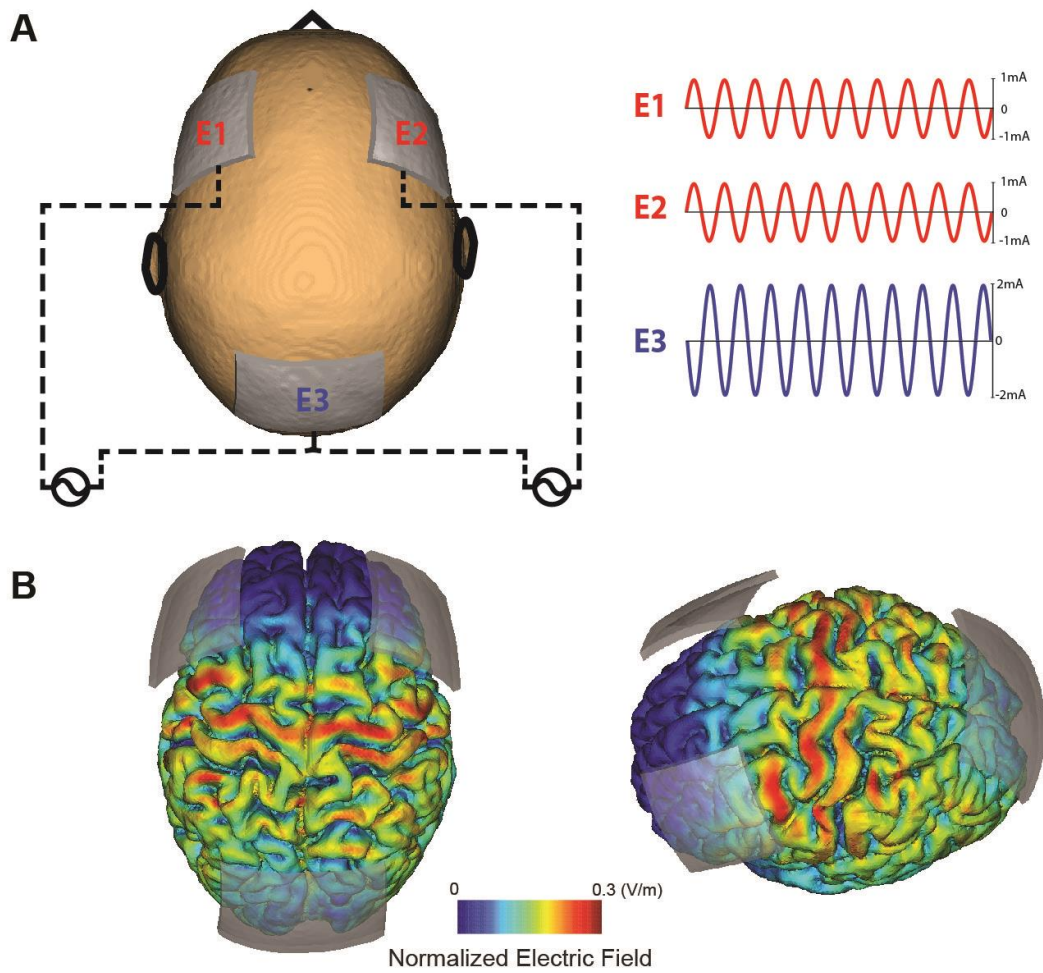 A
E1
E2
E3
E1
1mA
0
-1mA
E2
1mA
0
-1mA
E3
2mA
0
-2mA
B
0
0.3 (V/m)
Normalized Electric Field